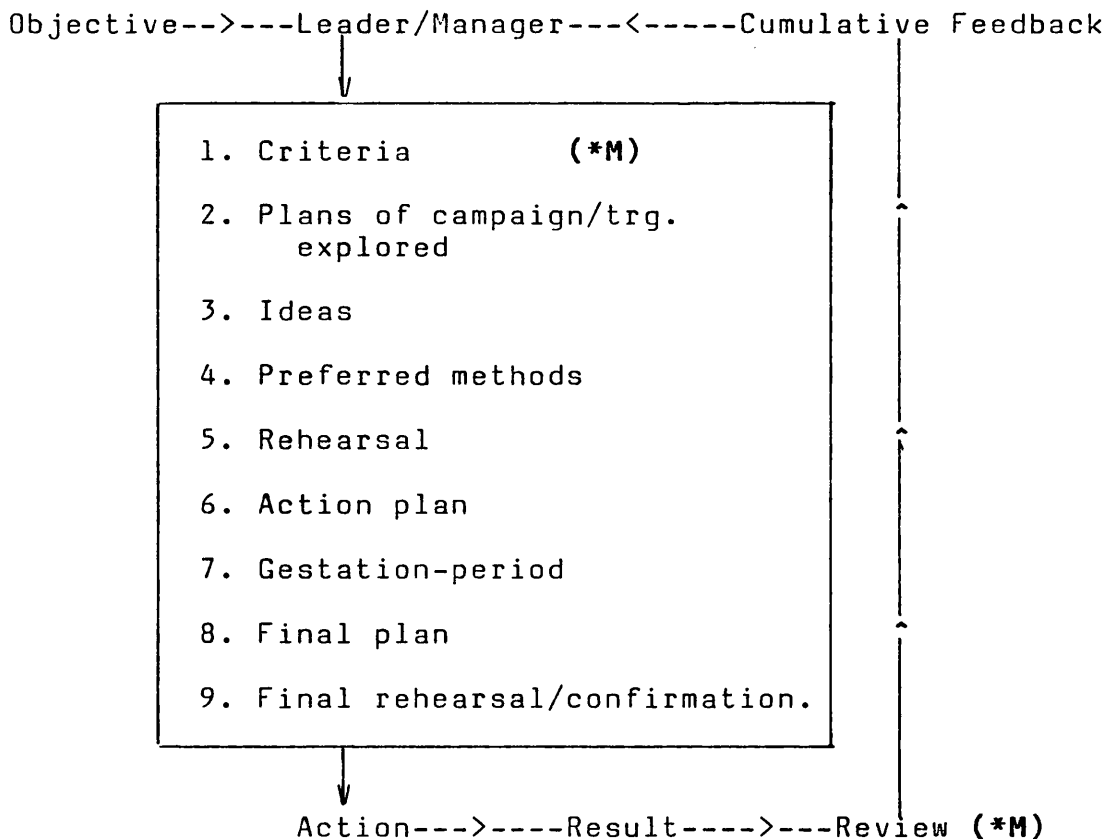 Objective-->---Leader/Manager---<-----Cumulative Feedback
1. Criteria (*M)
2. Plans of campaign/trg.
explored
3. Ideas
4. Preferred methods
5. Rehearsal
6. Action plan
7. Gestation-period
8. Final plan
9. Final rehearsal/confirmation.
Action--->----Result---->---Review (*M)